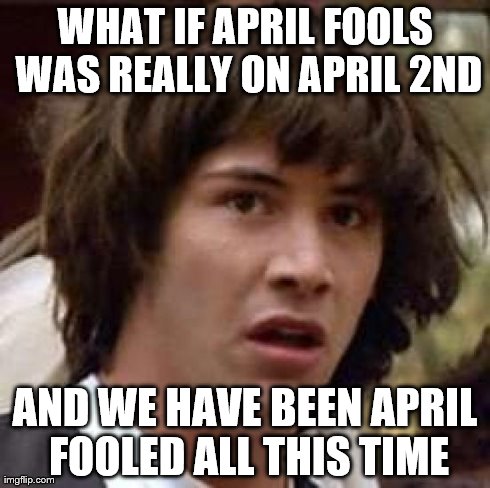 WHAT IF APRIL FOOLS
WAS REALLY ON APRIL 2ND
AND WE HAVE BEEN APRIL
FOOLED ALL THIS TIME
imgflip.com